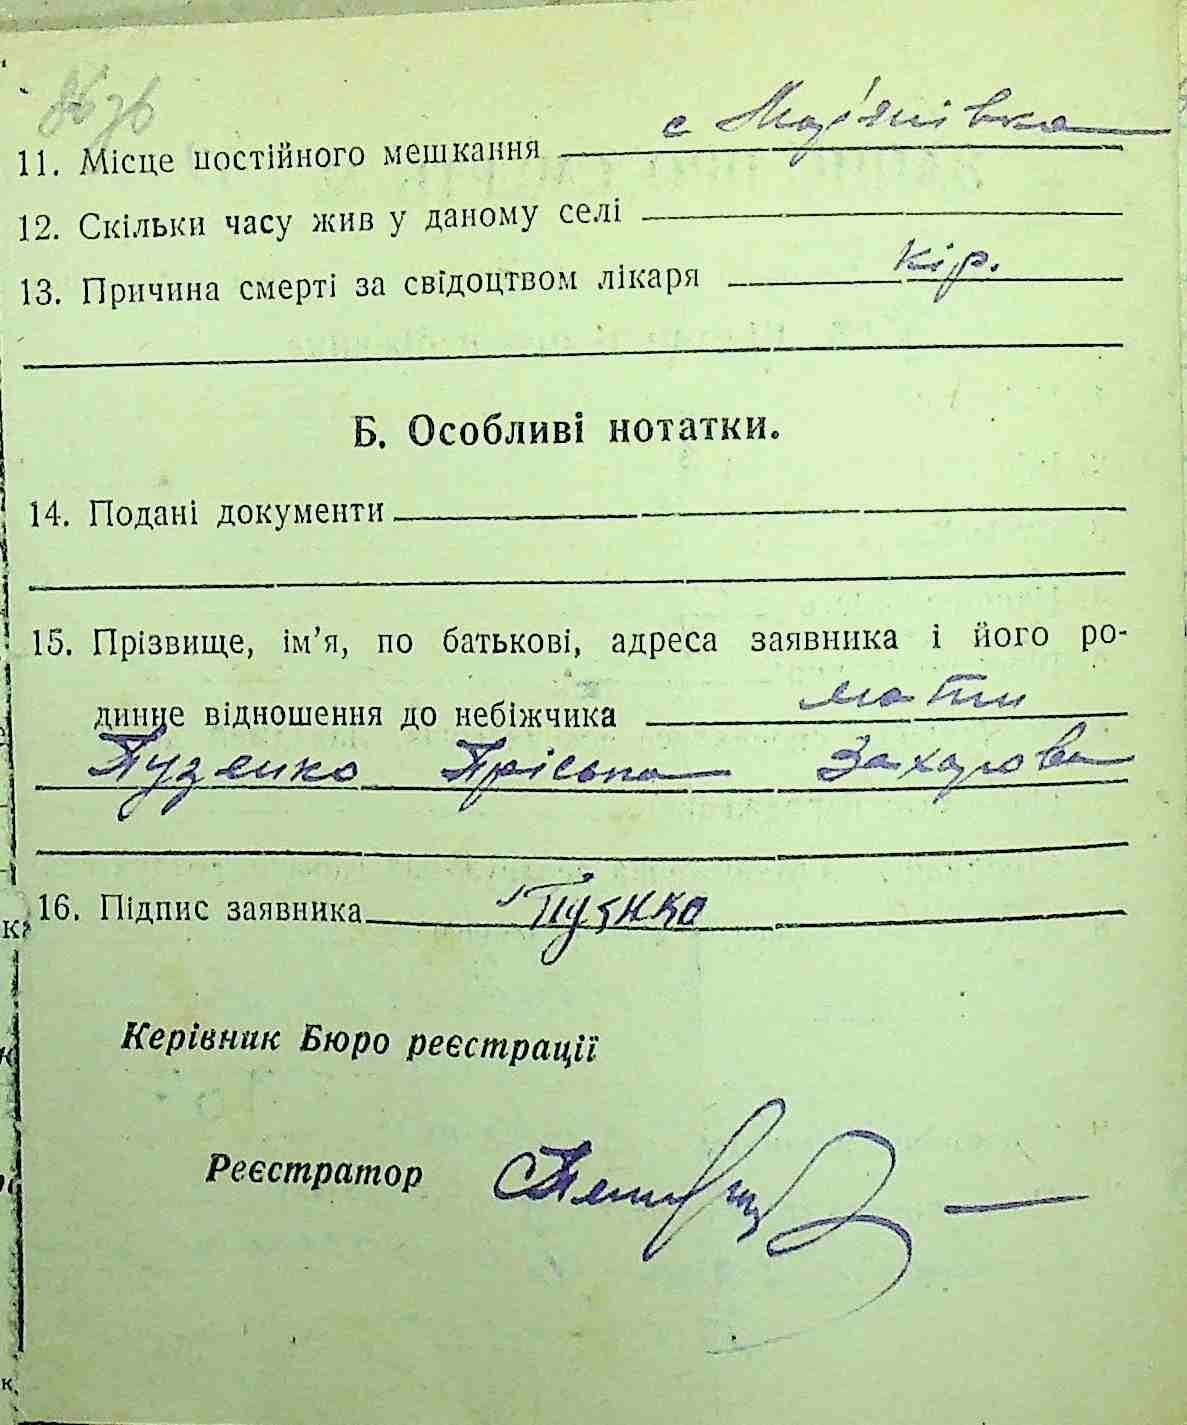 с Мар'янівка
11. Місце постійного мешкання
12. Скільки часу жив у даному селі
13. Причина смерті за свідоцтвом лікаря кір.
Б. Особливі нотатки.
14. Подані документи
15. Прізвище, ім’я, по батькові, адреса заявника і його ро-
динне відношення до небіжчика мати
Пузенко Пріська Захарова
16. Підпис заявника Пузнко
Керівник Бюро реєстрації
Реєстратор